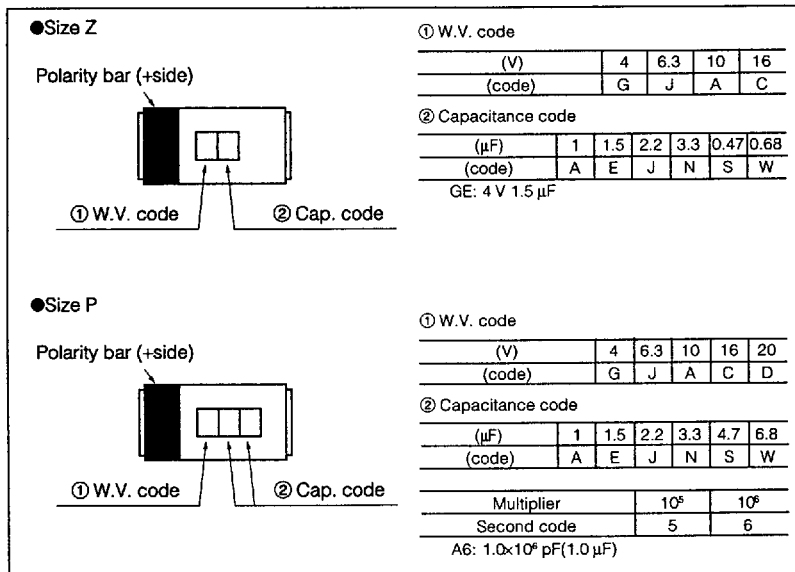 ●Size Z
Polarity bar (+side)
① W.V. code
② Cap. code
① W.V. code
(V) 4 6.3 10 16
(code) G J A C
② Capacitance code
(μF) 1 1.5 2.2 3.3 0.47 0.68
(code) A E J N S W
GE: 4 V 1.5 μF
●Size P
Polarity bar (+side)
① W.V. code
② Cap. code
① W.V. code
(V) 4 6.3 10 16 20
(code) G J A C D
② Capacitance code
(μF) 1 1.5 2.2 3.3 4.7 6.8
(code) A E J N S W
Multiplier 10⁵ 10⁶
Second code 5 6
A6: 1.0×10⁶ pF(1.0 μF)